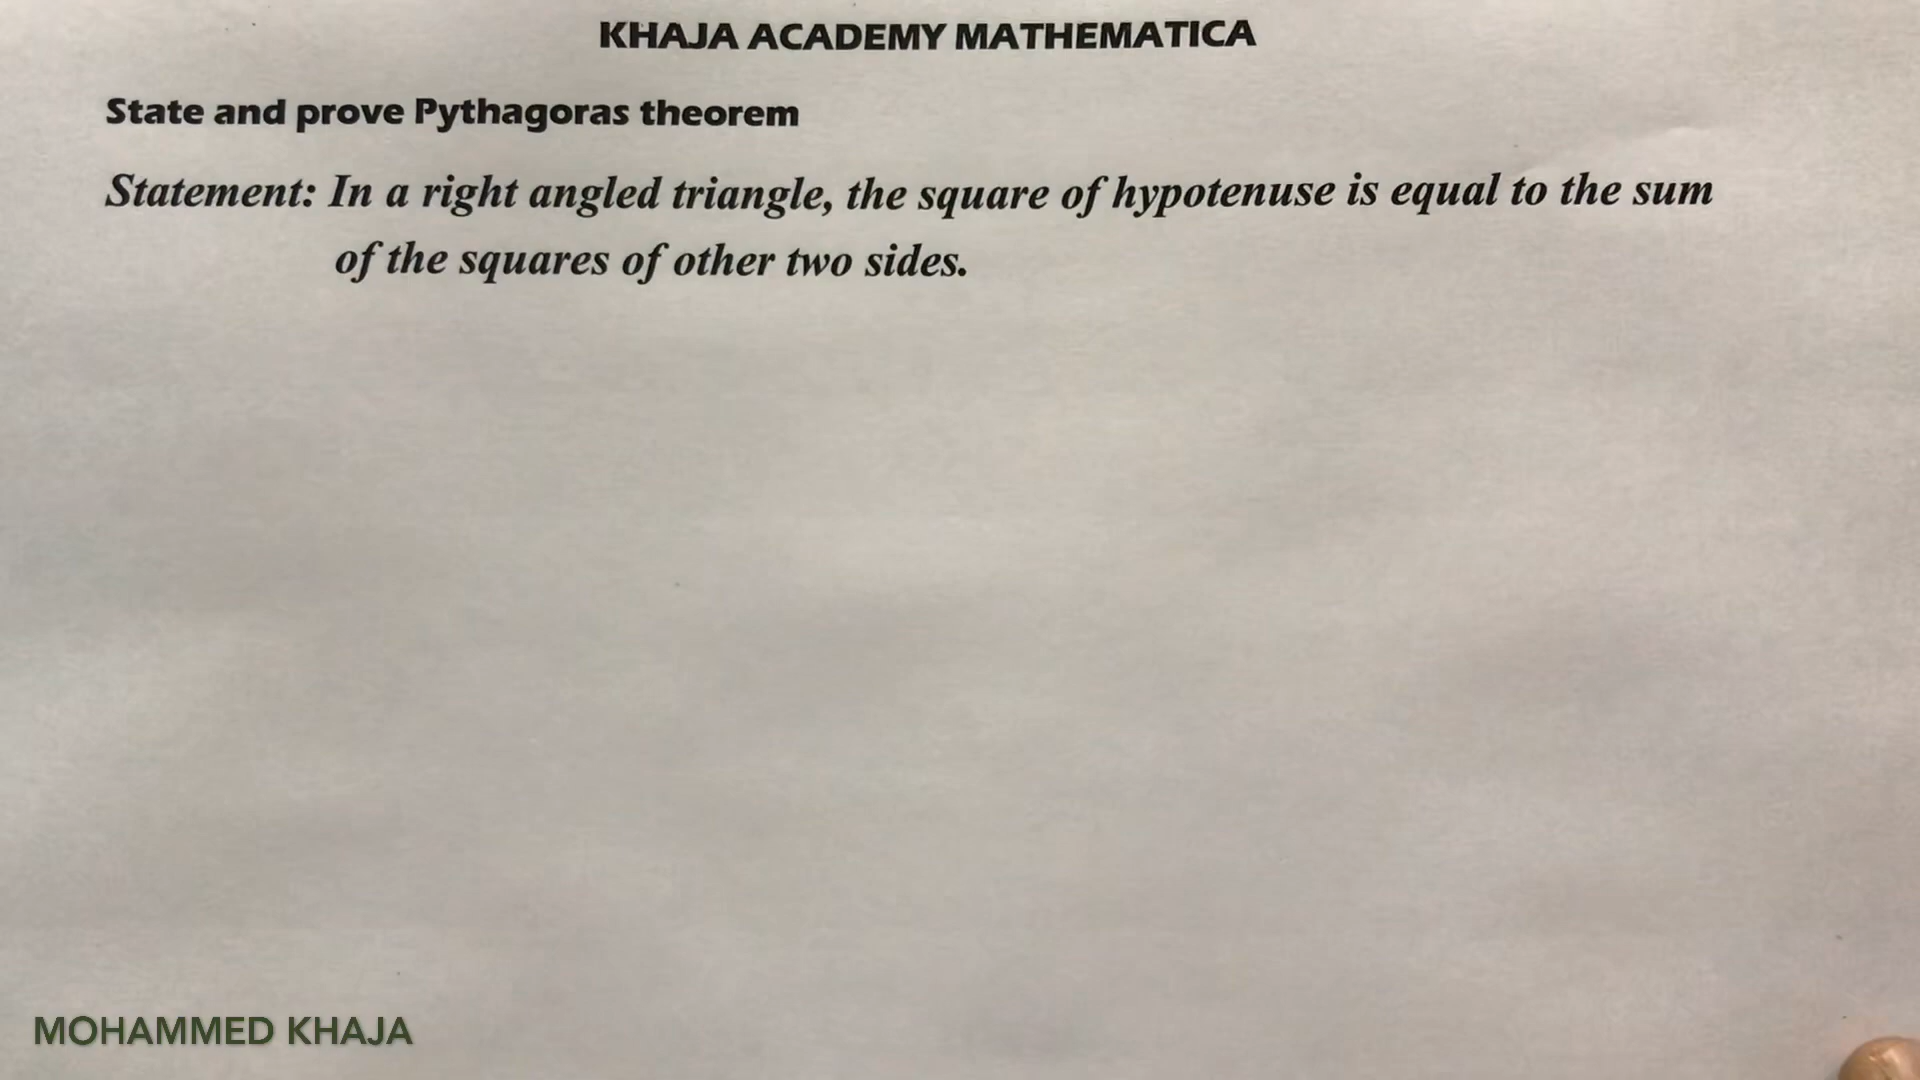 KHAJA ACADEMY MATHEMATICA
State and prove Pythagoras theorem
Statement: In a right angled triangle, the square of hypotenuse is equal to the sum
of the squares of other two sides.
MOHAMMED KHAJA